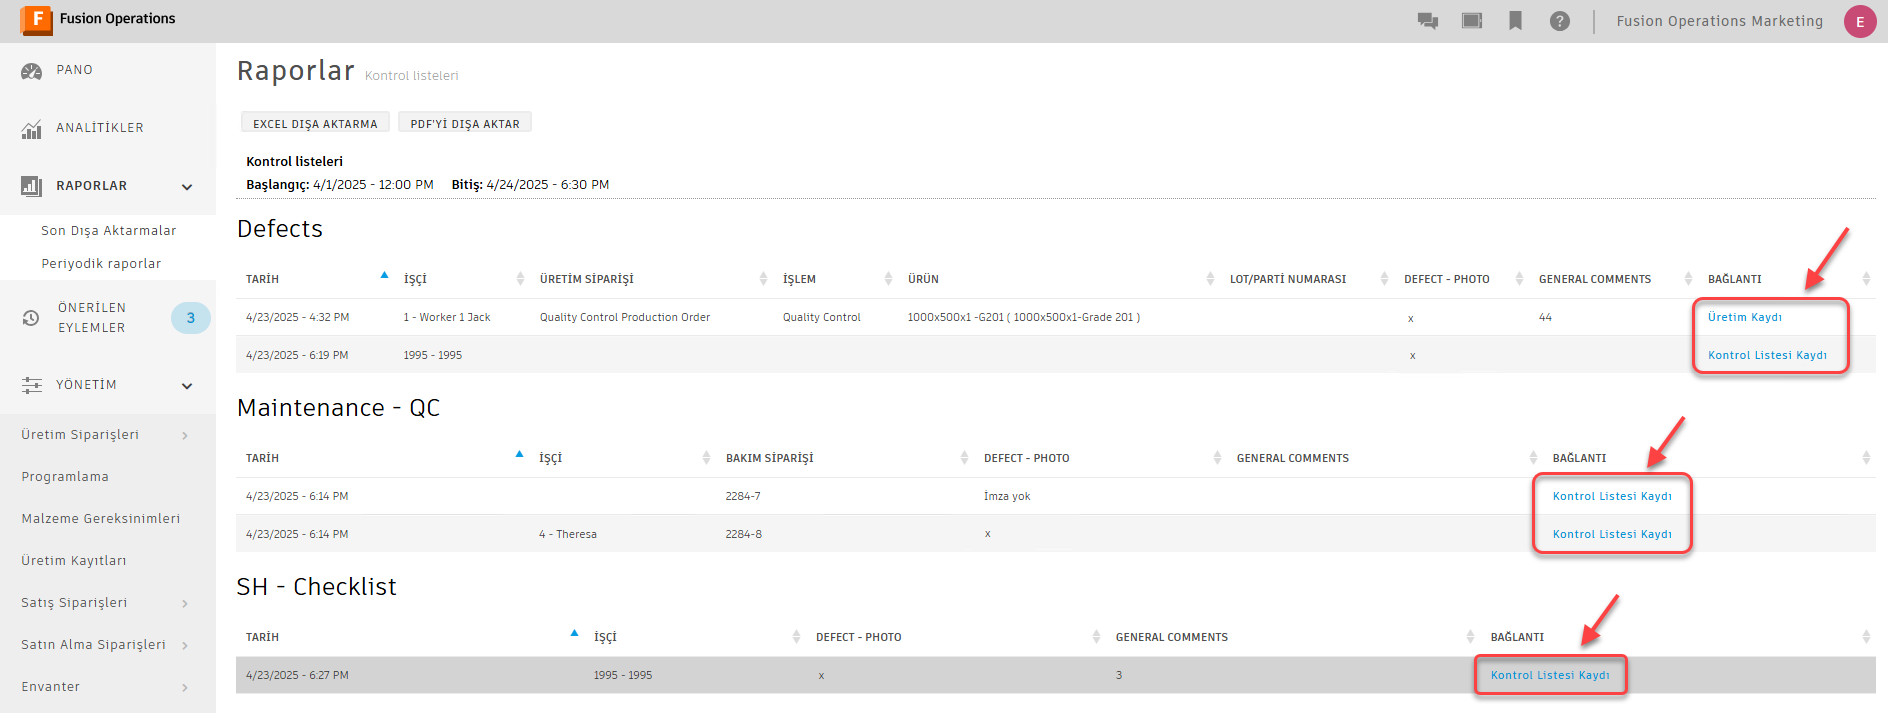 F Fusion Operations
Fusion Operations Marketing E
PANO
ANALİTİKLER
RAPORLAR
Son Dışa Aktarmalar
Periyodik raporlar
ÖNERİLEN
EYLEMLER
3
YÖNETİM
Üretim Siparişleri
Programlama
Malzeme Gereksinimleri
Üretim Kayıtları
Satış Siparişleri
Satın Alma Siparişleri
Envanter
Raporlar Kontrol listeleri
EXCEL DIŞA AKTARMA PDF'Yİ DIŞA AKTAR
Kontrol listeleri
Başlangıç: 4/1/2025 - 12:00 PM Bitiş: 4/24/2025 - 6:30 PM
Defects
TARİH İŞÇİ ÜRETİM SİPARİŞİ İŞLEM ÜRÜN LOT/PARTİ NUMARASI DEFECT - PHOTO GENERAL COMMENTS BAĞLANTI
4/23/2025 - 4:32 PM 1 - Worker 1 Jack Quality Control Production Order Quality Control 1000x500x1 -G201 ( 1000x500x1-Grade 201 ) x 44 Üretim Kaydı
4/23/2025 - 6:19 PM 1995 - 1995 x Kontrol Listesi Kaydı
Maintenance - QC
TARİH İŞÇİ BAKIM SİPARİŞİ DEFECT - PHOTO GENERAL COMMENTS BAĞLANTI
4/23/2025 - 6:14 PM 2284-7 İmza yok Kontrol Listesi Kaydı
4/23/2025 - 6:14 PM 4 - Theresa 2284-8 x Kontrol Listesi Kaydı
SH - Checklist
TARİH İŞÇİ DEFECT - PHOTO GENERAL COMMENTS BAĞLANTI
4/23/2025 - 6:27 PM 1995 - 1995 x 3 Kontrol Listesi Kaydı